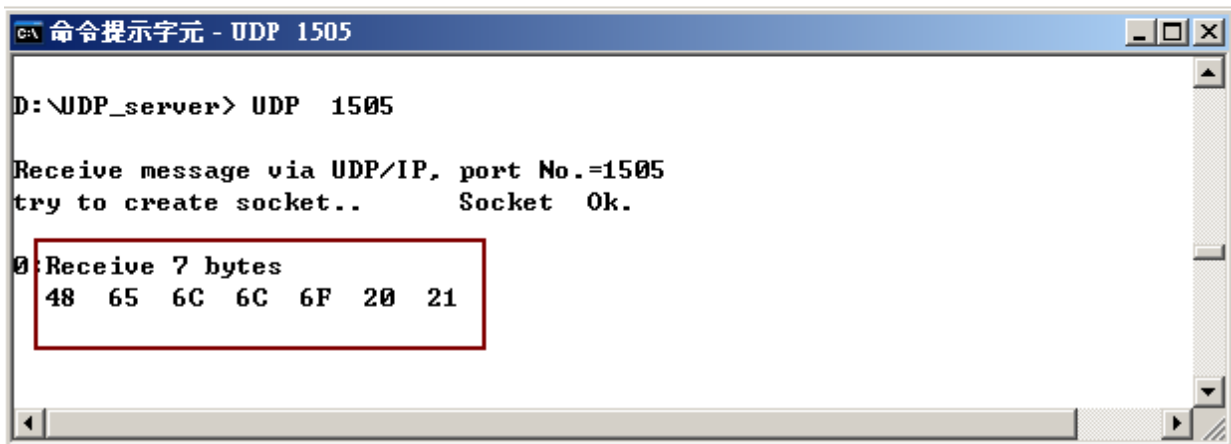 命令提示字元 - UDP 1505
D:\UDP_server> UDP  1505
Receive message via UDP/IP, port No.=1505
try to create socket..      Socket  Ok.
0:Receive 7 bytes
48  65  6C  6C  6F  20  21